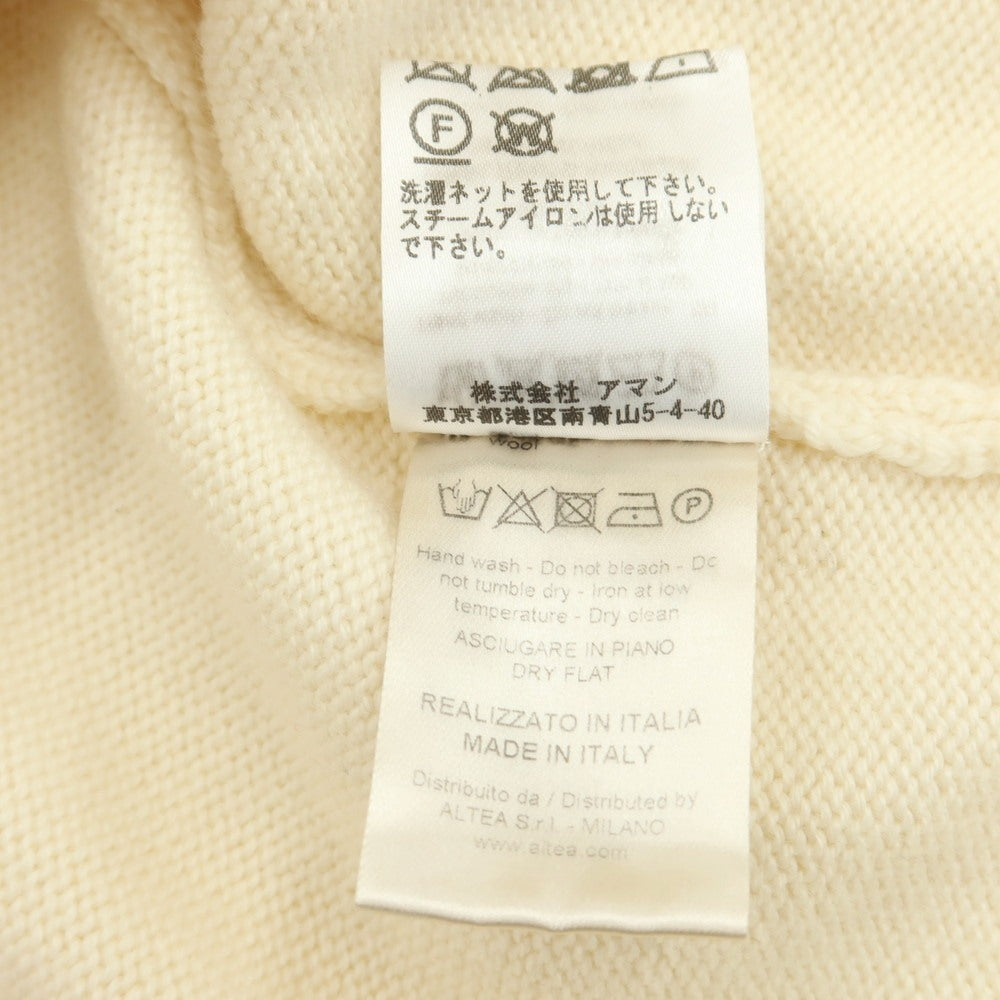 F
W
洗濯ネットを使用して下さい。
スチームアイロンは使用しない
で下さい。
株式会社 アマン
東京都港区南青山5-4-40
Wool
P
Hand wash - Do not bleach - Do
not tumble dry - Iron at low
temperature - Dry clean
ASCIUGARE IN PIANO
DRY FLAT
REALIZZATO IN ITALIA
MADE IN ITALY
Distribuito da / Distributed by
ALTEA S.r.l. - MILANO
www.altea.com